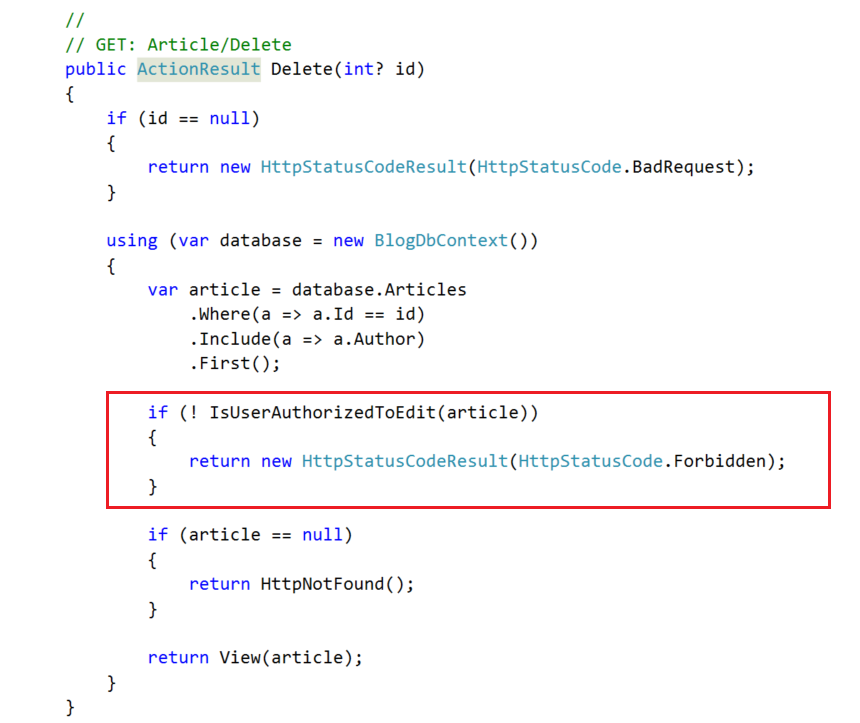 //
// GET: Article/Delete
public ActionResult Delete(int? id)
{
    if (id == null)
    {
        return new HttpStatusCodeResult(HttpStatusCode.BadRequest);
    }

    using (var database = new BlogDbContext())
    {
        var article = database.Articles
            .Where(a => a.Id == id)
            .Include(a => a.Author)
            .First();

        if (! IsUserAuthorizedToEdit(article))
        {
            return new HttpStatusCodeResult(HttpStatusCode.Forbidden);
        }

        if (article == null)
        {
            return HttpNotFound();
        }

        return View(article);
    }
}